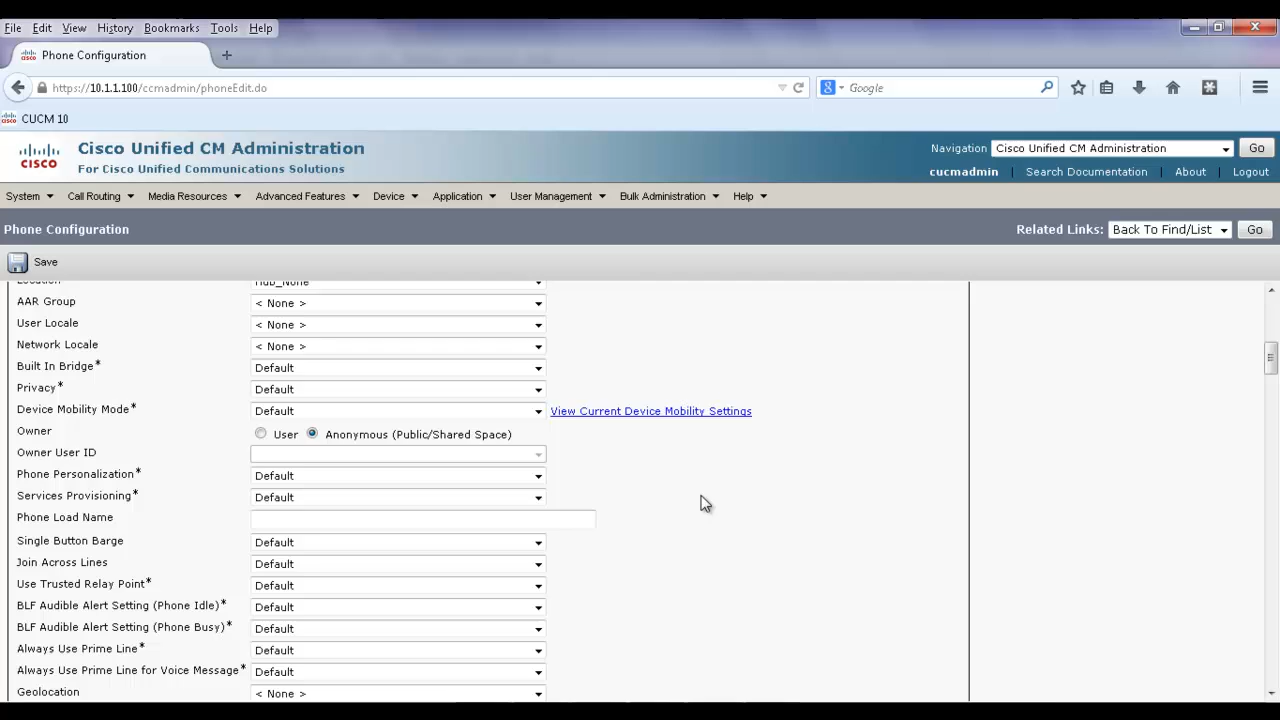 File Edit View History Bookmarks Tools Help
Phone Configuration
https://10.1.1.100/ccmadmin/phoneEdit.do
Google
CUCM 10
CISCO
Cisco Unified CM Administration
For Cisco Unified Communications Solutions
Navigation Cisco Unified CM Administration Go
cucmadmin | Search Documentation | About | Logout
System Call Routing Media Resources Advanced Features Device Application User Management Bulk Administration Help
Phone Configuration
Related Links: Back To Find/List Go
Save
Location Hub_None
AAR Group < None >
User Locale < None >
Network Locale < None >
Built In Bridge* Default
Privacy* Default
Device Mobility Mode* Default View Current Device Mobility Settings
Owner User Anonymous (Public/Shared Space)
Owner User ID
Phone Personalization* Default
Services Provisioning* Default
Phone Load Name
Single Button Barge Default
Join Across Lines Default
Use Trusted Relay Point* Default
BLF Audible Alert Setting (Phone Idle)* Default
BLF Audible Alert Setting (Phone Busy)* Default
Always Use Prime Line* Default
Always Use Prime Line for Voice Message* Default
Geolocation < None >